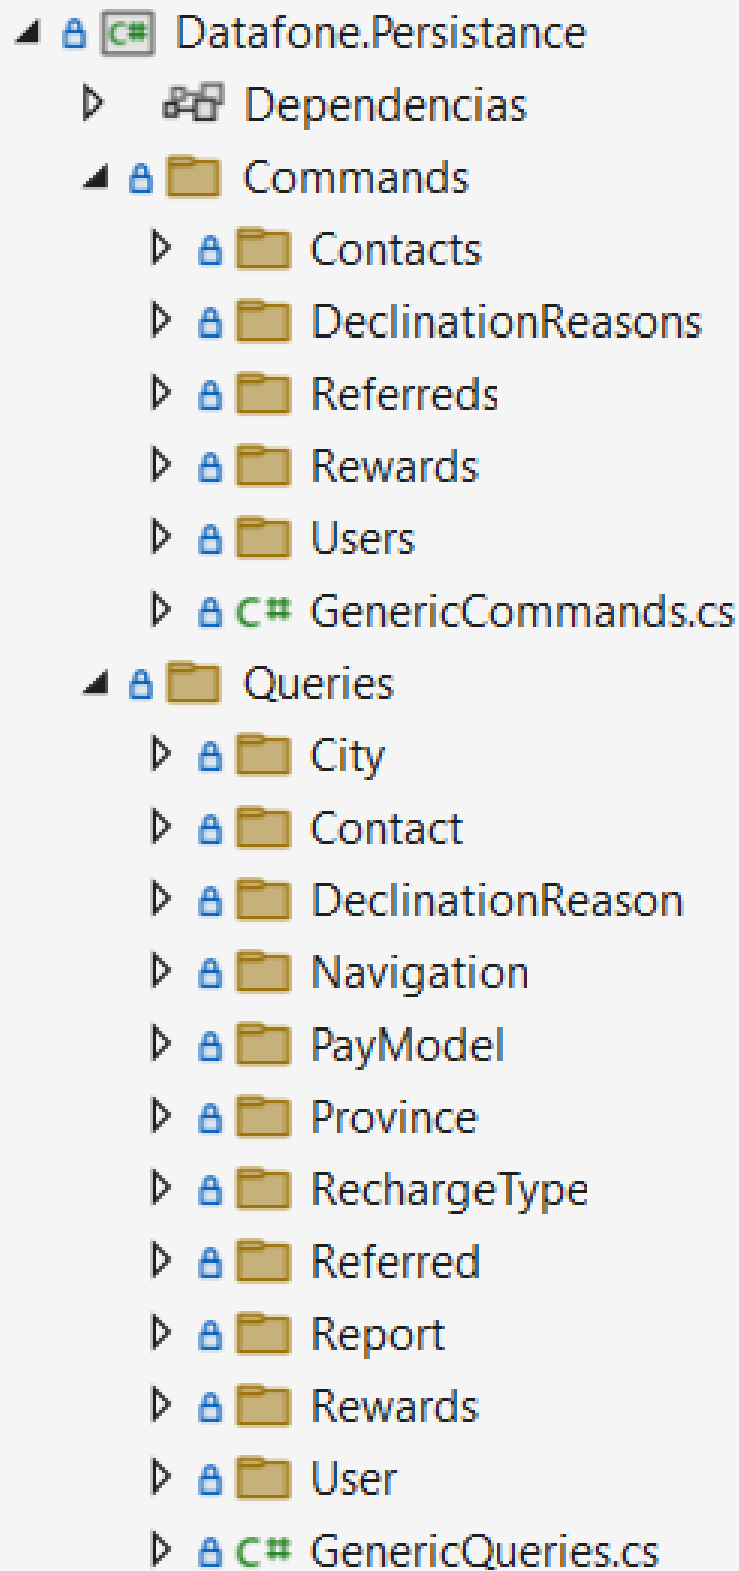 C# Datafone.Persistance
Dependencias
Commands
Contacts
DeclinationReasons
Referreds
Rewards
Users
C# GenericCommands.cs
Queries
City
Contact
DeclinationReason
Navigation
PayModel
Province
RechargeType
Referred
Report
Rewards
User
C# GenericQueries.cs